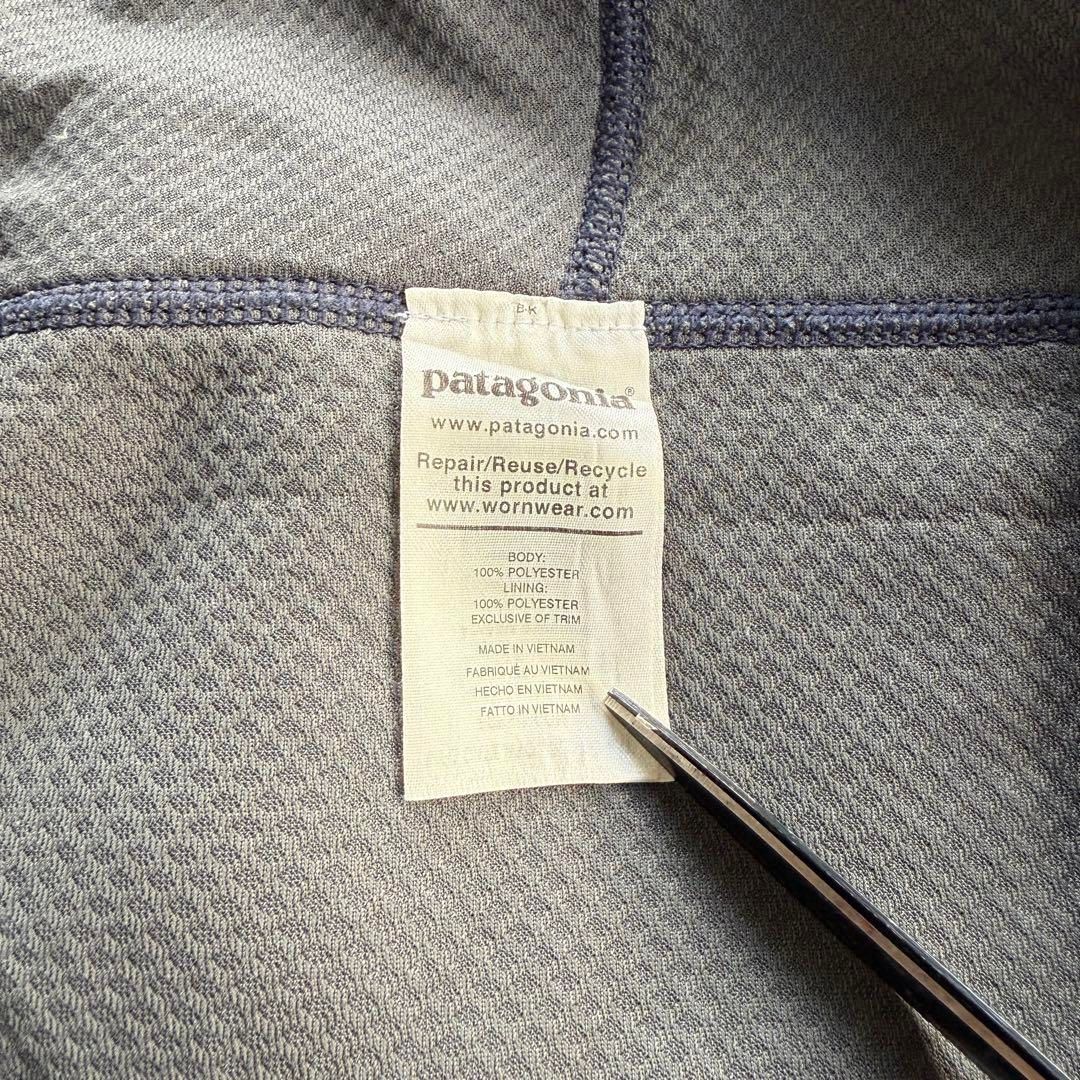 B-K
patagonia®
www.patagonia.com
Repair/Reuse/Recycle
this product at
www.wornwear.com
BODY:
100% POLYESTER
LINING:
100% POLYESTER
EXCLUSIVE OF TRIM
MADE IN VIETNAM
FABRIQUÉ AU VIETNAM
HECHO EN VIETNAM
FATTO IN VIETNAM